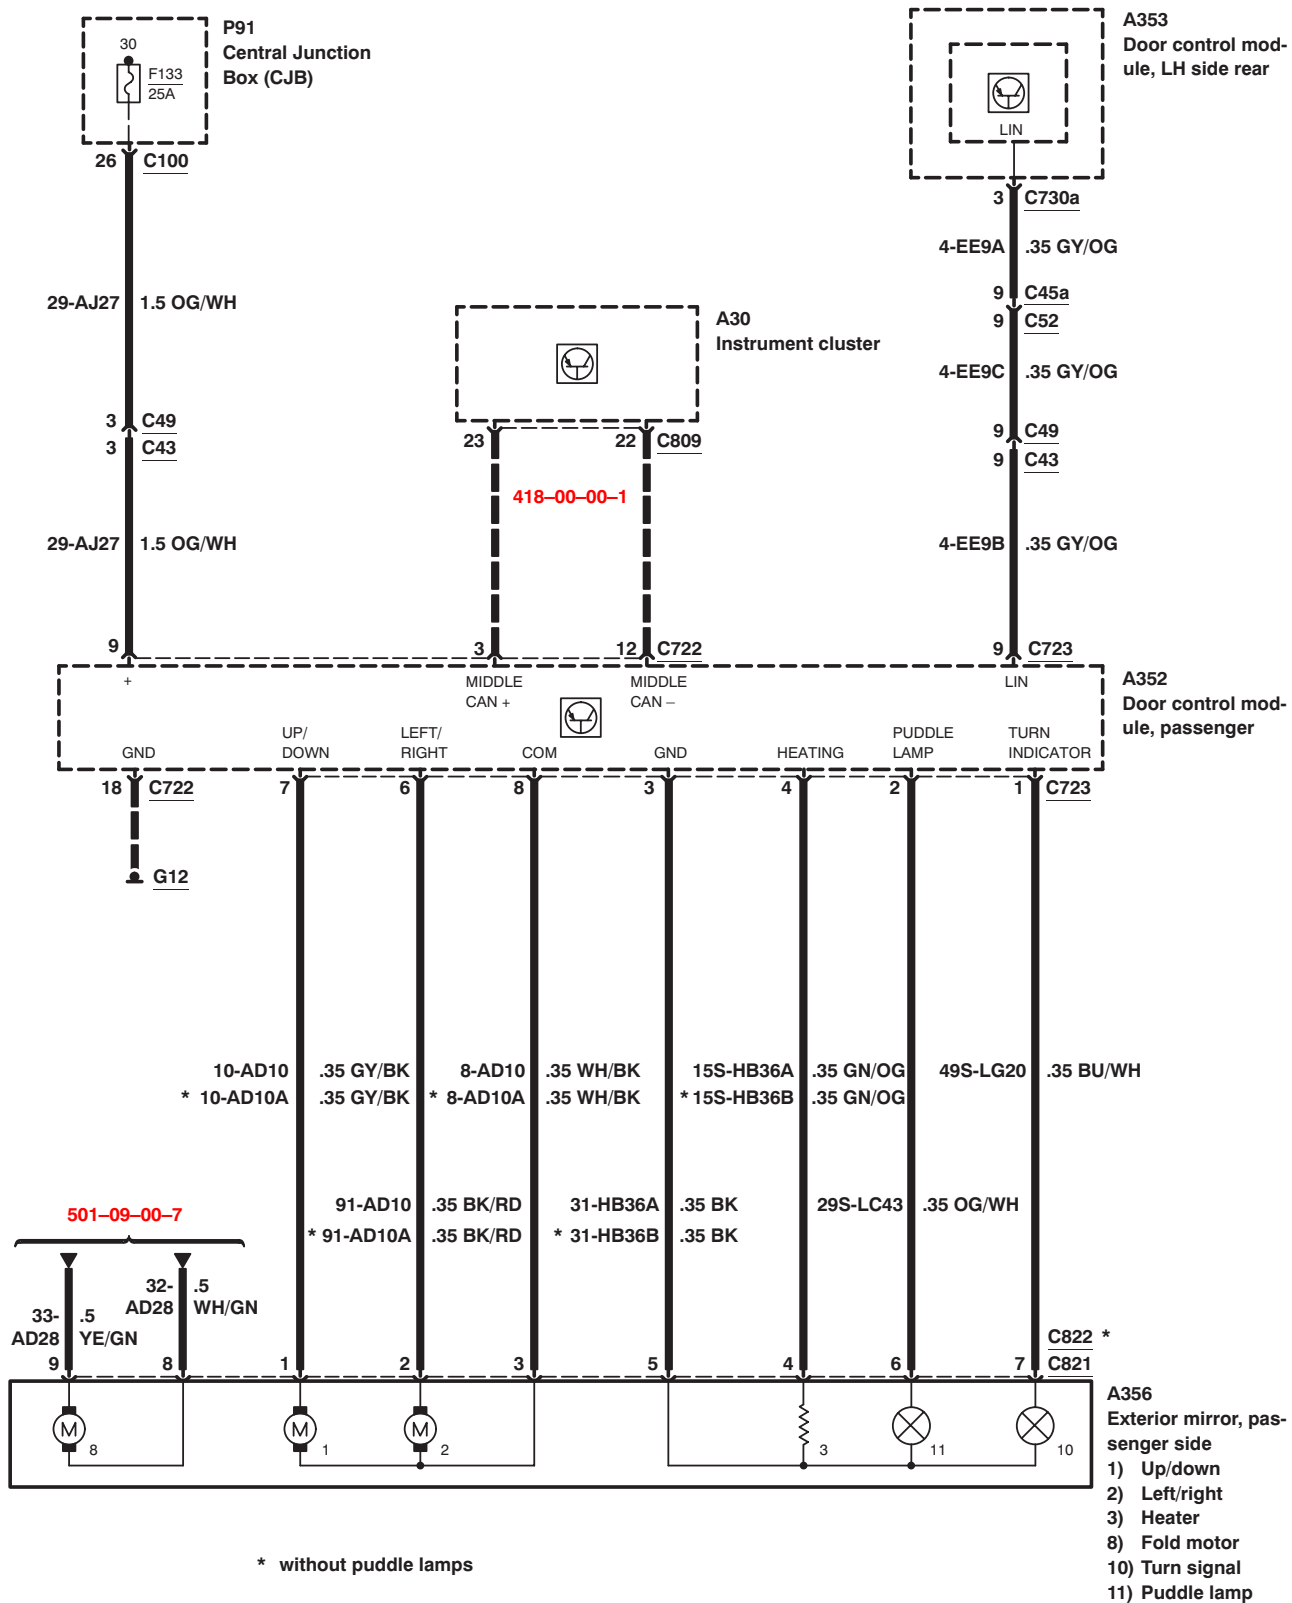 P91
Central Junction
Box (CJB)
30
F133
25A
26 C100
29-AJ27 1.5 OG/WH
3 C49
3 C43
29-AJ27 1.5 OG/WH
9
A353
Door control mod-
ule, LH side rear
LIN
3 C730a
4-EE9A .35 GY/OG
9 C45a
9 C52
4-EE9C .35 GY/OG
9 C49
9 C43
4-EE9B .35 GY/OG
9 C723
A30
Instrument cluster
23 22 C809
418–00–00–1
3 12 C722
+
MIDDLE
CAN +
MIDDLE
CAN –
LIN
A352
Door control mod-
ule, passenger
GND
UP/
DOWN
LEFT/
RIGHT
COM
GND
HEATING
PUDDLE
LAMP
TURN
INDICATOR
18 C722 7 6 8 3 4 2 1 C723
G12
10-AD10 .35 GY/BK 8-AD10 .35 WH/BK 15S-HB36A .35 GN/OG 49S-LG20 .35 BU/WH
* 10-AD10A .35 GY/BK * 8-AD10A .35 WH/BK * 15S-HB36B .35 GN/OG
91-AD10 .35 BK/RD 31-HB36A .35 BK 29S-LC43 .35 OG/WH
* 91-AD10A .35 BK/RD * 31-HB36B .35 BK
501–09–00–7
32-
AD28
.5
WH/GN
33-
AD28
.5
YE/GN
C822 *
9 8 1 2 3 5 4 6 7 C821
M 8 M 1 M 2 3 11 10
A356
Exterior mirror, pas-
senger side
1) Up/down
2) Left/right
3) Heater
8) Fold motor
10) Turn signal
11) Puddle lamp
* without puddle lamps